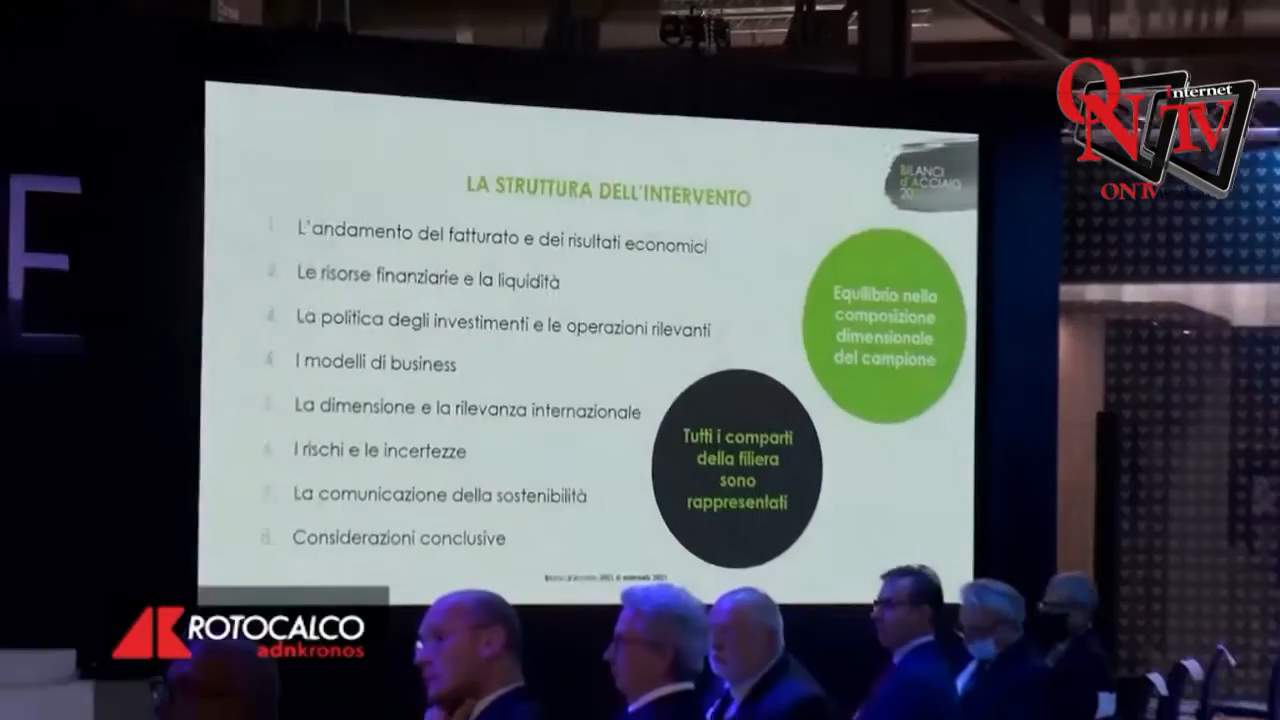 internet
ON TV
ONTV
BILANCI
d'ACCIAIO
LA STRUTTURA DELL'INTERVENTO
L'andamento del fatturato e dei risultati economici
Le risorse finanziarie e la liquidità
La politica degli investimenti e le operazioni rilevanti
I modelli di business
La dimensione e la rilevanza internazionale
I rischi e le incertezze
La comunicazione della sostenibilità
8. Considerazioni conclusive
Equilibrio nella
composizione
dimensionale
del campione
Tutti i comparti
della filiera
sono
rappresentati
E
ROTOCALCO
adnkronos